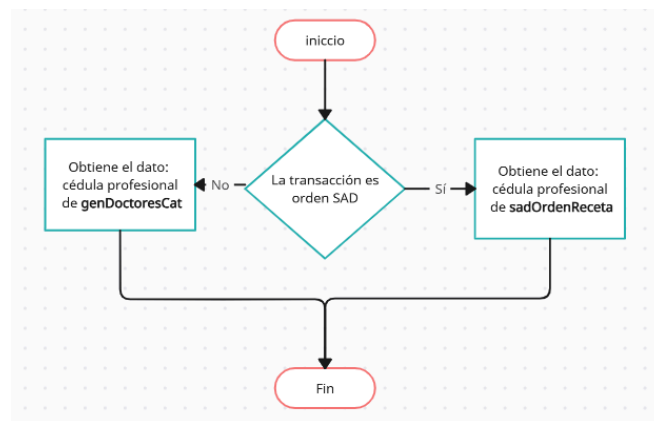 iniccio
La transacción es
orden SAD
No
Sí
Obtiene el dato:
cédula profesional
de genDoctoresCat
Obtiene el dato:
cédula profesional
de sadOrdenReceta
Fin